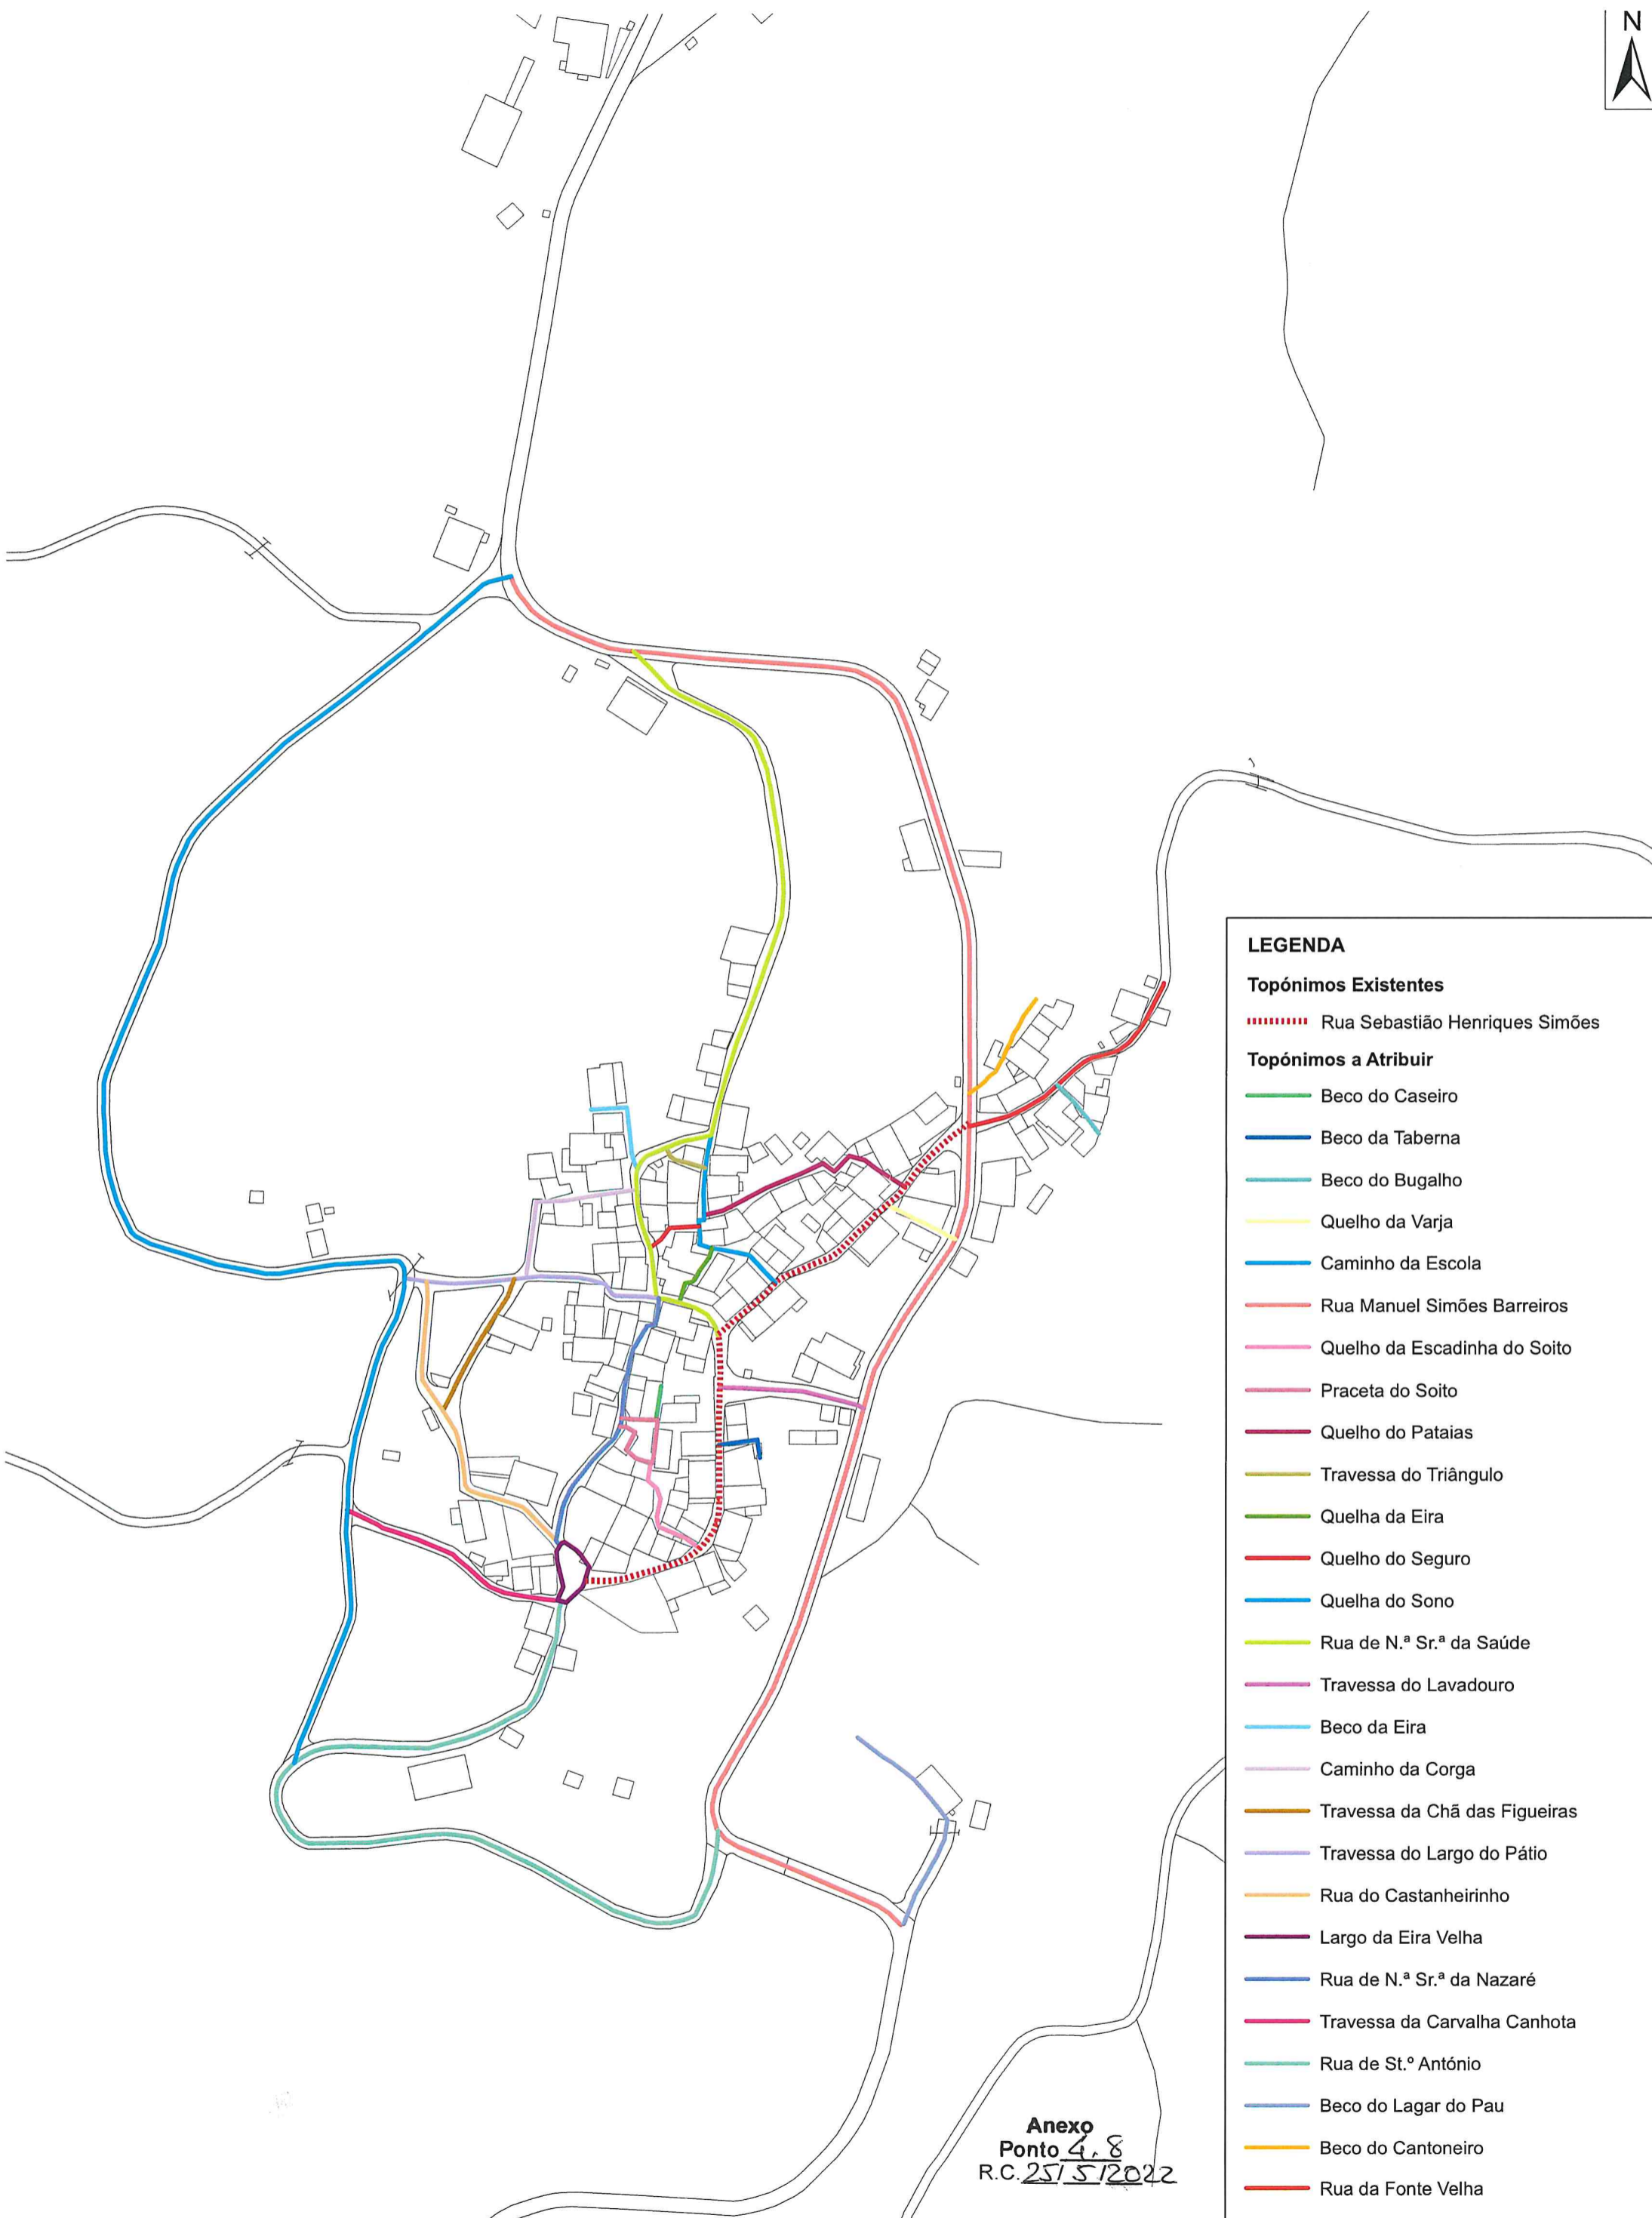 N
LEGENDA
Topónimos Existentes
Rua Sebastião Henriques Simões
Topónimos a Atribuir
Beco do Caseiro
Beco da Taberna
Beco do Bugalho
Quelho da Varja
Caminho da Escola
Rua Manuel Simões Barreiros
Quelho da Escadinha do Soito
Praceta do Soito
Quelho do Pataias
Travessa do Triângulo
Quelha da Eira
Quelho do Seguro
Quelha do Sono
Rua de N.ª Sr.ª da Saúde
Travessa do Lavadouro
Beco da Eira
Caminho da Corga
Travessa da Chã das Figueiras
Travessa do Largo do Pátio
Rua do Castanheirinho
Largo da Eira Velha
Rua de N.ª Sr.ª da Nazaré
Travessa da Carvalha Canhota
Rua de St.º António
Beco do Lagar do Pau
Beco do Cantoneiro
Rua da Fonte Velha
Anexo
Ponto 4.8
R.C. 25/5/2022